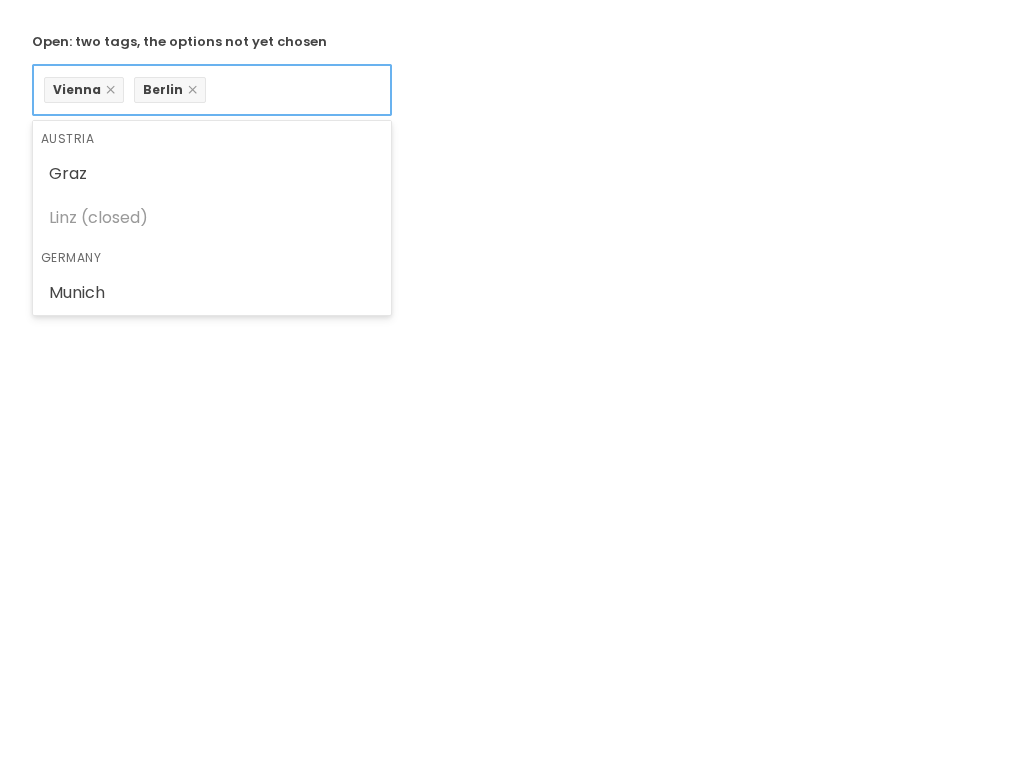 Open: two tags, the options not yet chosen
Vienna × Berlin ×
AUSTRIA
Graz
Linz (closed)
GERMANY
Munich